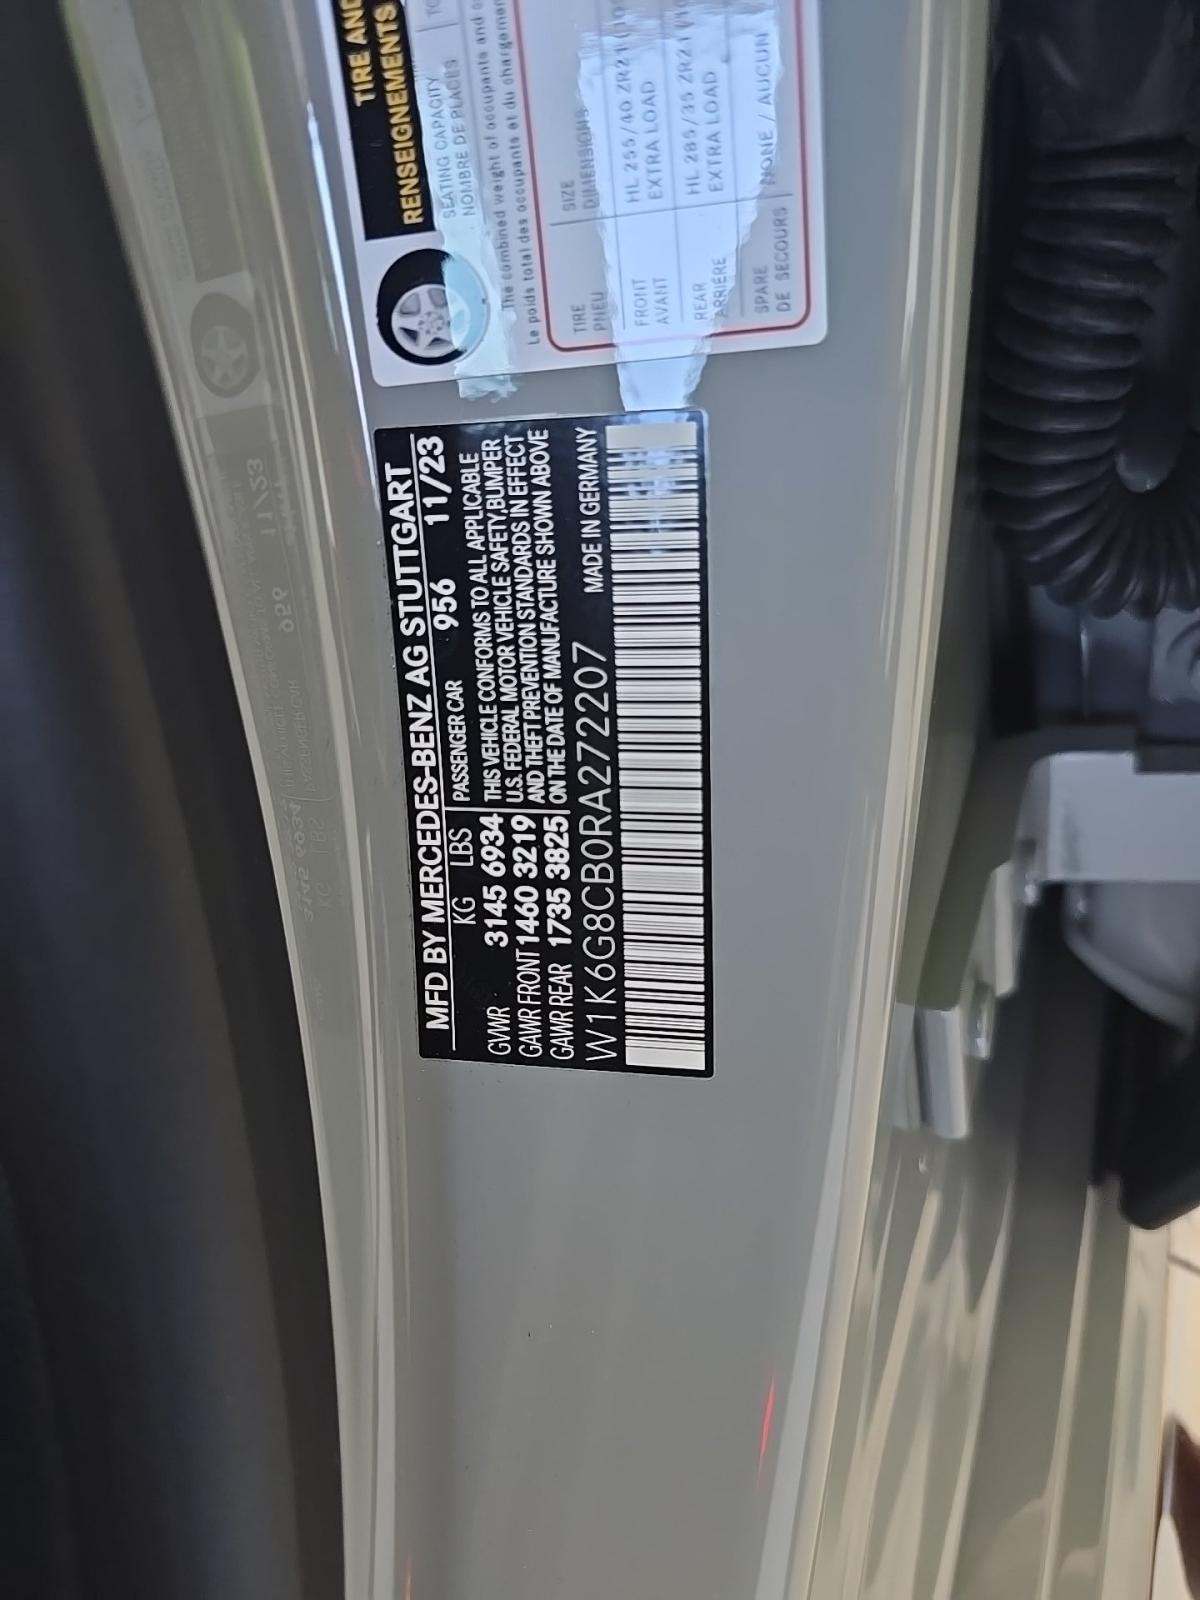 MFD BY MERCEDES-BENZ AG STUTTGART
KG LBS PASSENGER CAR 956 11/23
GVWR 3145 6934 THIS VEHICLE CONFORMS TO ALL APPLICABLE
GAWR FRONT 1460 3219 U.S. FEDERAL MOTOR VEHICLE SAFETY,BUMPER
GAWR REAR 1735 3825 AND THEFT PREVENTION STANDARDS IN EFFECT
ON THE DATE OF MANUFACTURE SHOWN ABOVE
W1K6G8CB0RA272207 MADE IN GERMANY
TIRE AND
RENSEIGNEMENTS
SEATING CAPACITY
NOMBRE DE PLACES
The combined weight of occupants and
Le poids total des occupants et du chargement
TIRE SIZE
PNEU DIMENSIONS
FRONT HL 255/40 ZR21
AVANT EXTRA LOAD
REAR HL 285/35 ZR21
ARRIÈRE EXTRA LOAD
SPARE NONE / AUCUN
DE SECOURS